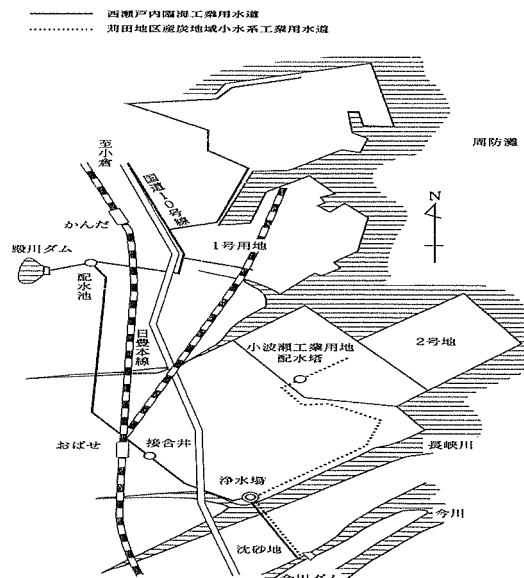 西瀬戸内臨海工業用水道
苅田地区産炭地域小水系工業用水道
周防灘
至小倉
国道10号線
N
かんだ
1号用地
殿川ダム
配水池
日豊本線
小波瀬工業用地
配水塔
2号地
おばせ
接合井
長峡川
浄水場
今川
沈砂地
今川ダム